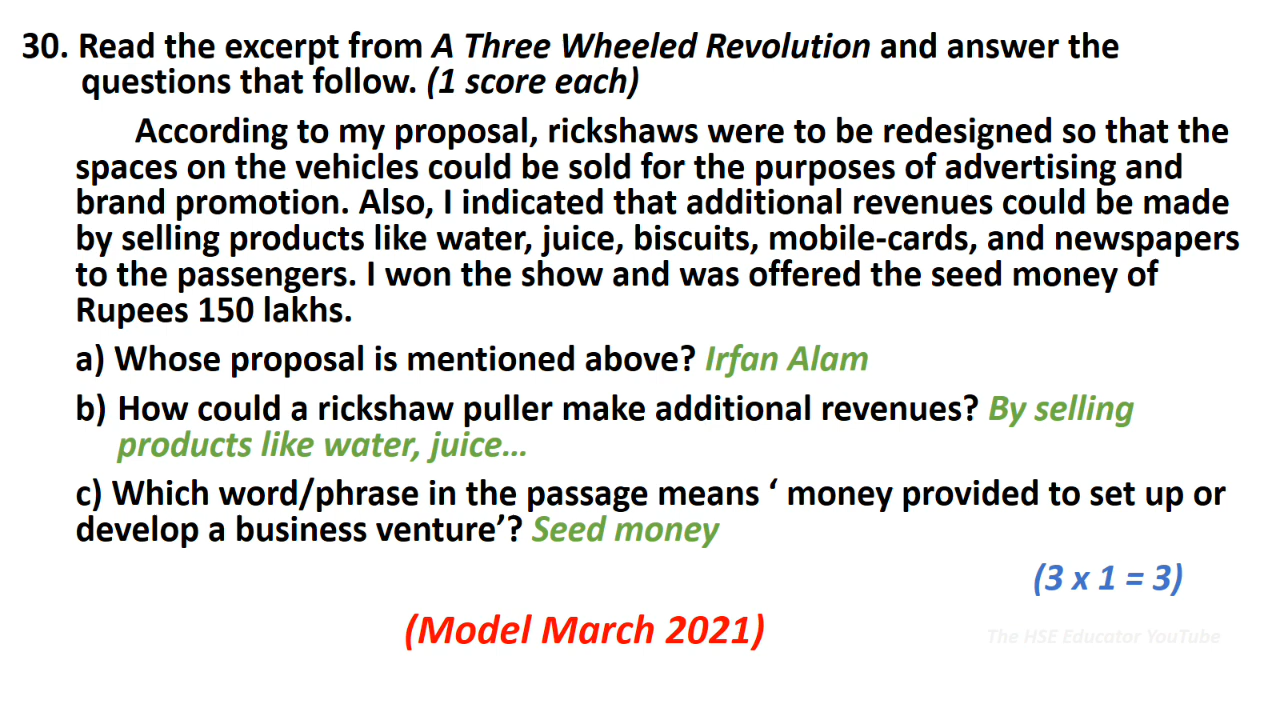 30. Read the excerpt from A Three Wheeled Revolution and answer the
questions that follow. (1 score each)
According to my proposal, rickshaws were to be redesigned so that the
spaces on the vehicles could be sold for the purposes of advertising and
brand promotion. Also, I indicated that additional revenues could be made
by selling products like water, juice, biscuits, mobile-cards, and newspapers
to the passengers. I won the show and was offered the seed money of
Rupees 150 lakhs.
a) Whose proposal is mentioned above? Irfan Alam
b) How could a rickshaw puller make additional revenues? By selling
products like water, juice...
c) Which word/phrase in the passage means ‘ money provided to set up or
develop a business venture’? Seed money
(3 x 1 = 3)
(Model March 2021)
The HSE Educator YouTube